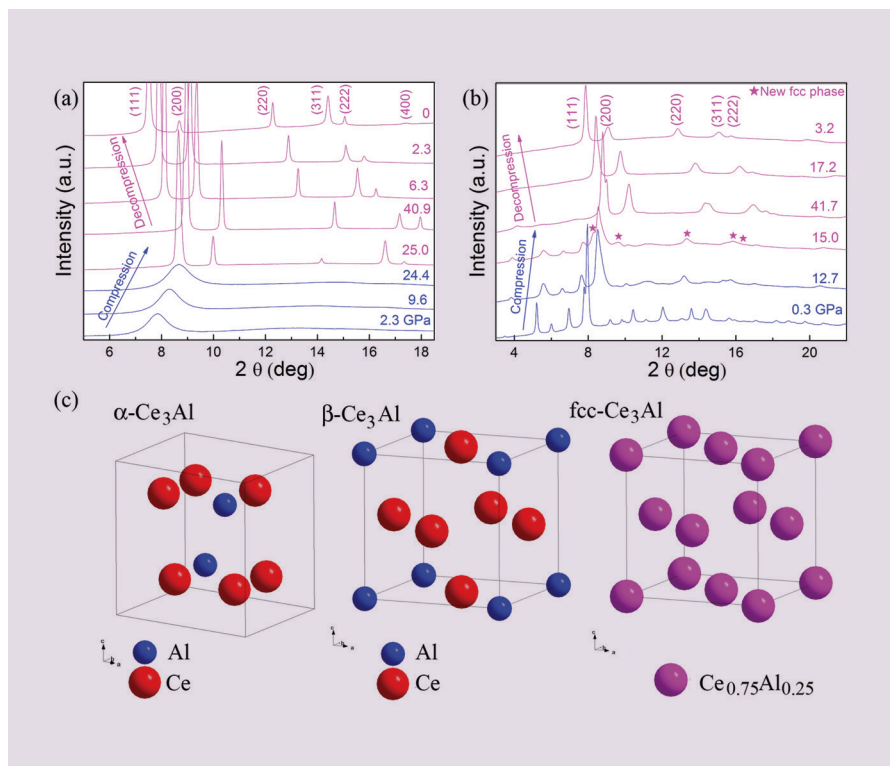 (a)
Intensity (a.u.)
(111)
(200)
(220)
(311)
(222)
(400)
0
2.3
6.3
40.9
25.0
24.4
9.6
2.3 GPa
Decompression
Compression
6 8 10 12 14 16 18
2 θ (deg)
(b)
Intensity (a.u.)
★New fcc phase
(111)
(200)
(220)
(311)
(222)
3.2
17.2
41.7
15.0
12.7
0.3 GPa
Decompression
Compression
4 8 12 16 20
2 θ (deg)
(c)
α-Ce₃Al
β-Ce₃Al
fcc-Ce₃Al
c b a
Al
Ce
c b a
Al
Ce
c b a
Ce₀.₇₅Al₀.₂₅